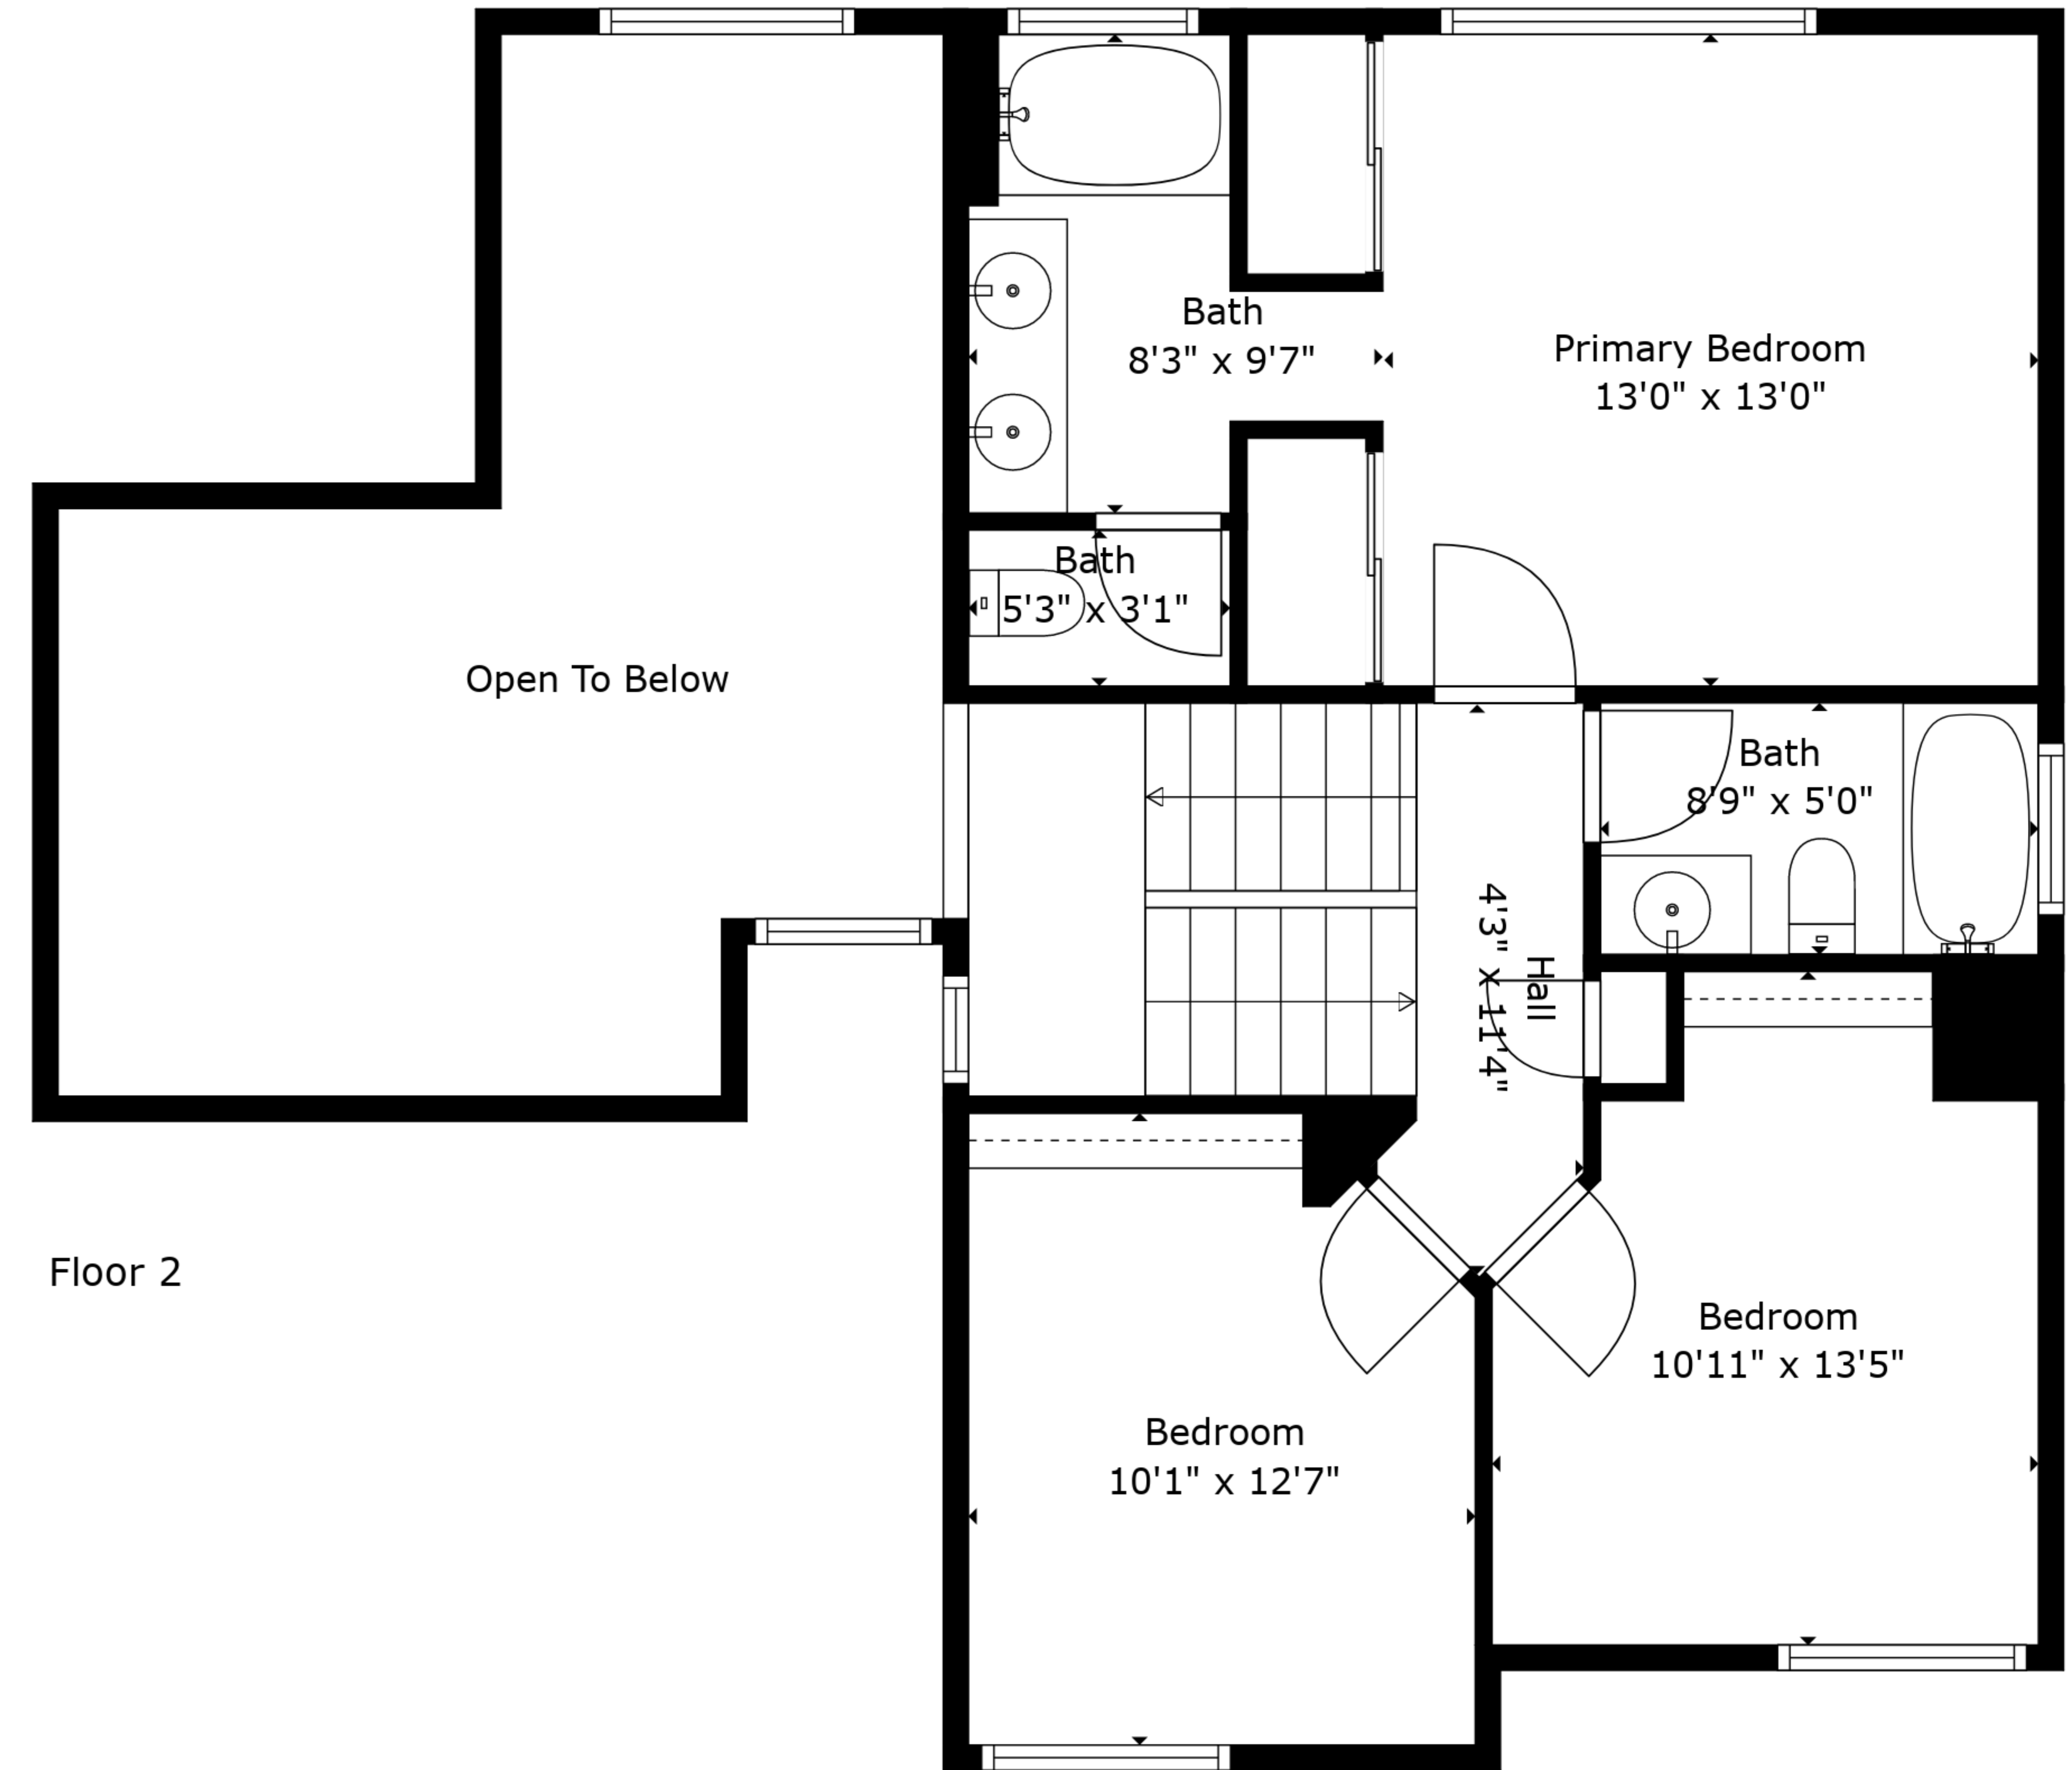 Bath
8'3" x 9'7"
Primary Bedroom
13'0" x 13'0"
Bath
5'3" x 3'1"
Open To Below
Bath
8'9" x 5'0"
Hall
4'3" x 11'4"
Floor 2
Bedroom
10'11" x 13'5"
Bedroom
10'1" x 12'7"